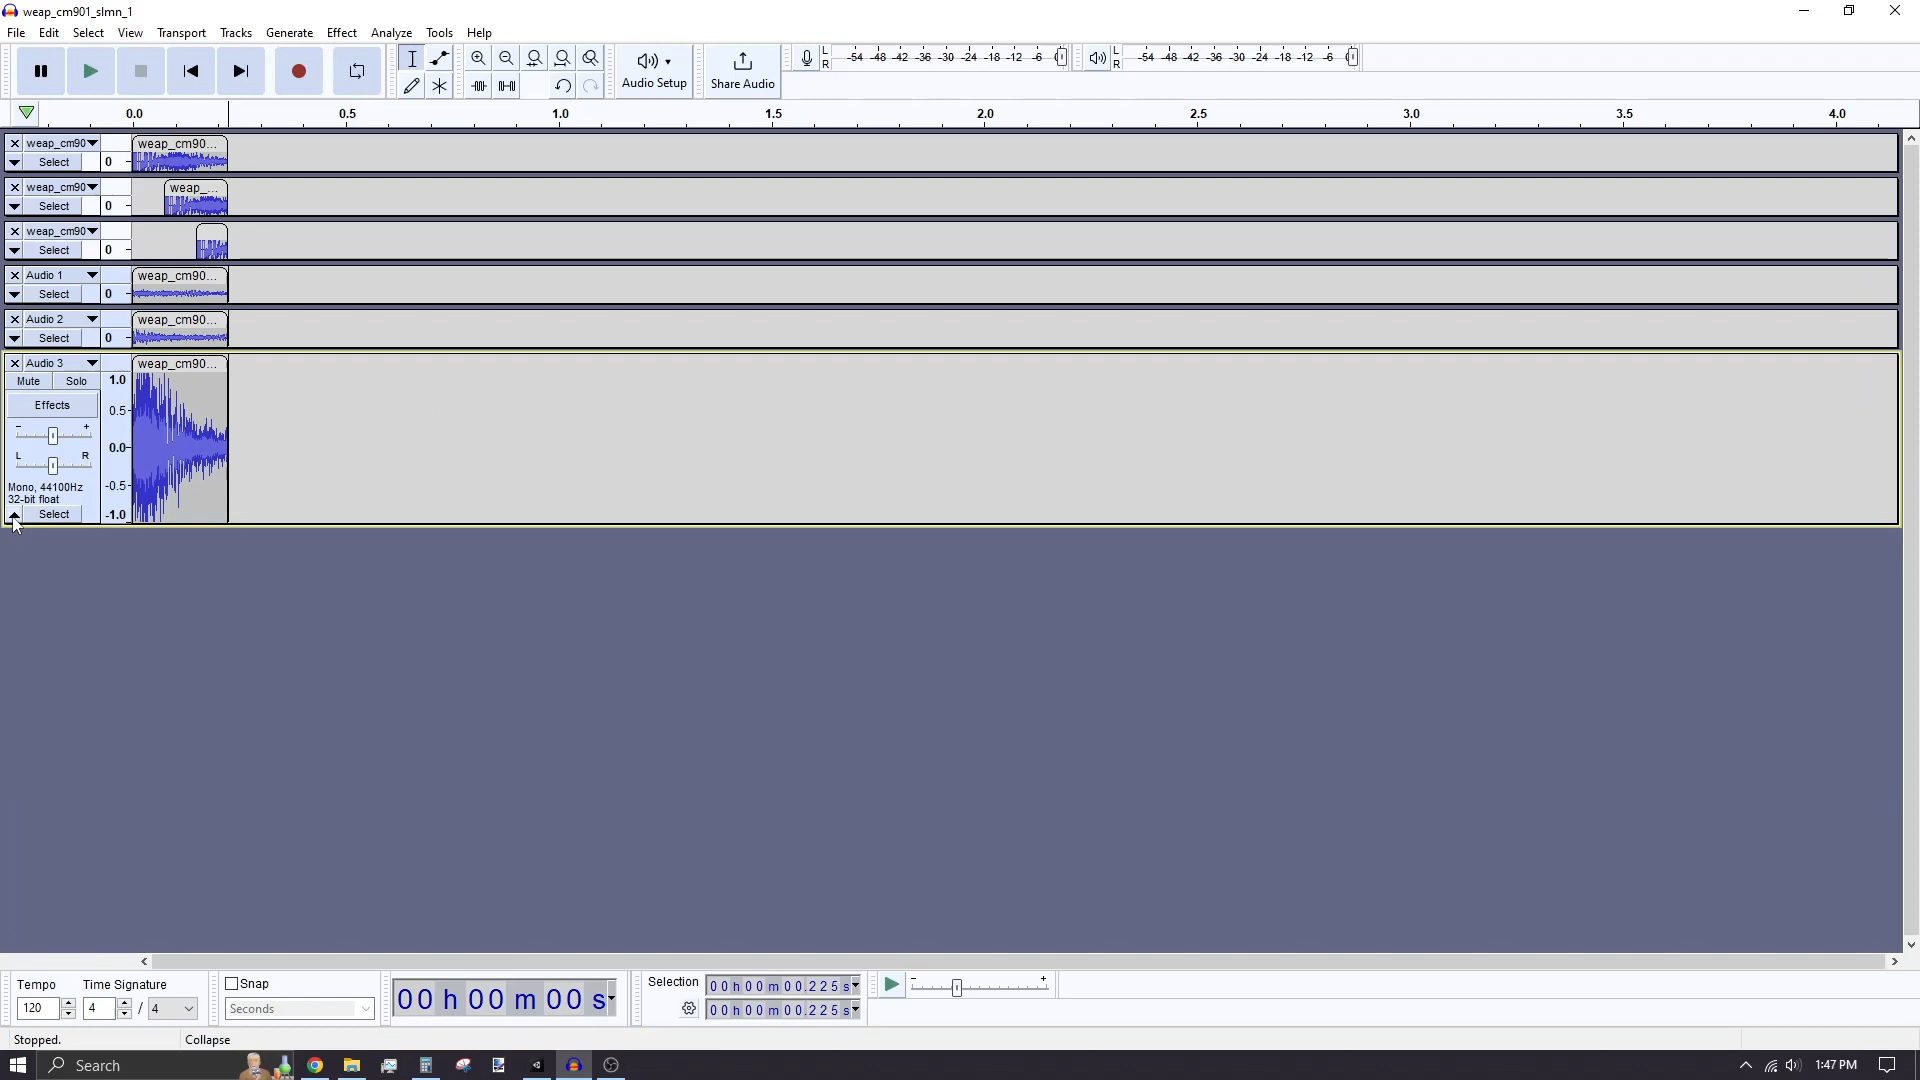 weap_cm901_slmn_1
File Edit Select View Transport Tracks Generate Effect Analyze Tools Help
Audio Setup
Share Audio
L
R
-54 -48 -42 -36 -30 -24 -18 -12 -6 0
L
R
-54 -48 -42 -36 -30 -24 -18 -12 -6 0
0.0 0.5 1.0 1.5 2.0 2.5 3.0 3.5 4.0
weap_cm90 weap_cm90...
Select 0
weap_cm90 weap_...
Select 0
weap_cm90
Select 0
Audio 1 weap_cm90...
Select 0
Audio 2 weap_cm90...
Select 0
Audio 3 weap_cm90...
Mute Solo 1.0
Effects 0.5
- +
0.0
L R
Mono, 44100Hz -0.5
32-bit float
Select -1.0
Tempo Time Signature Snap
120 4 / 4 Seconds
00 h 00 m 00 s
Selection 00 h 00 m 00.225 s
00 h 00 m 00.225 s
- +
Stopped. Collapse
Search 1:47 PM